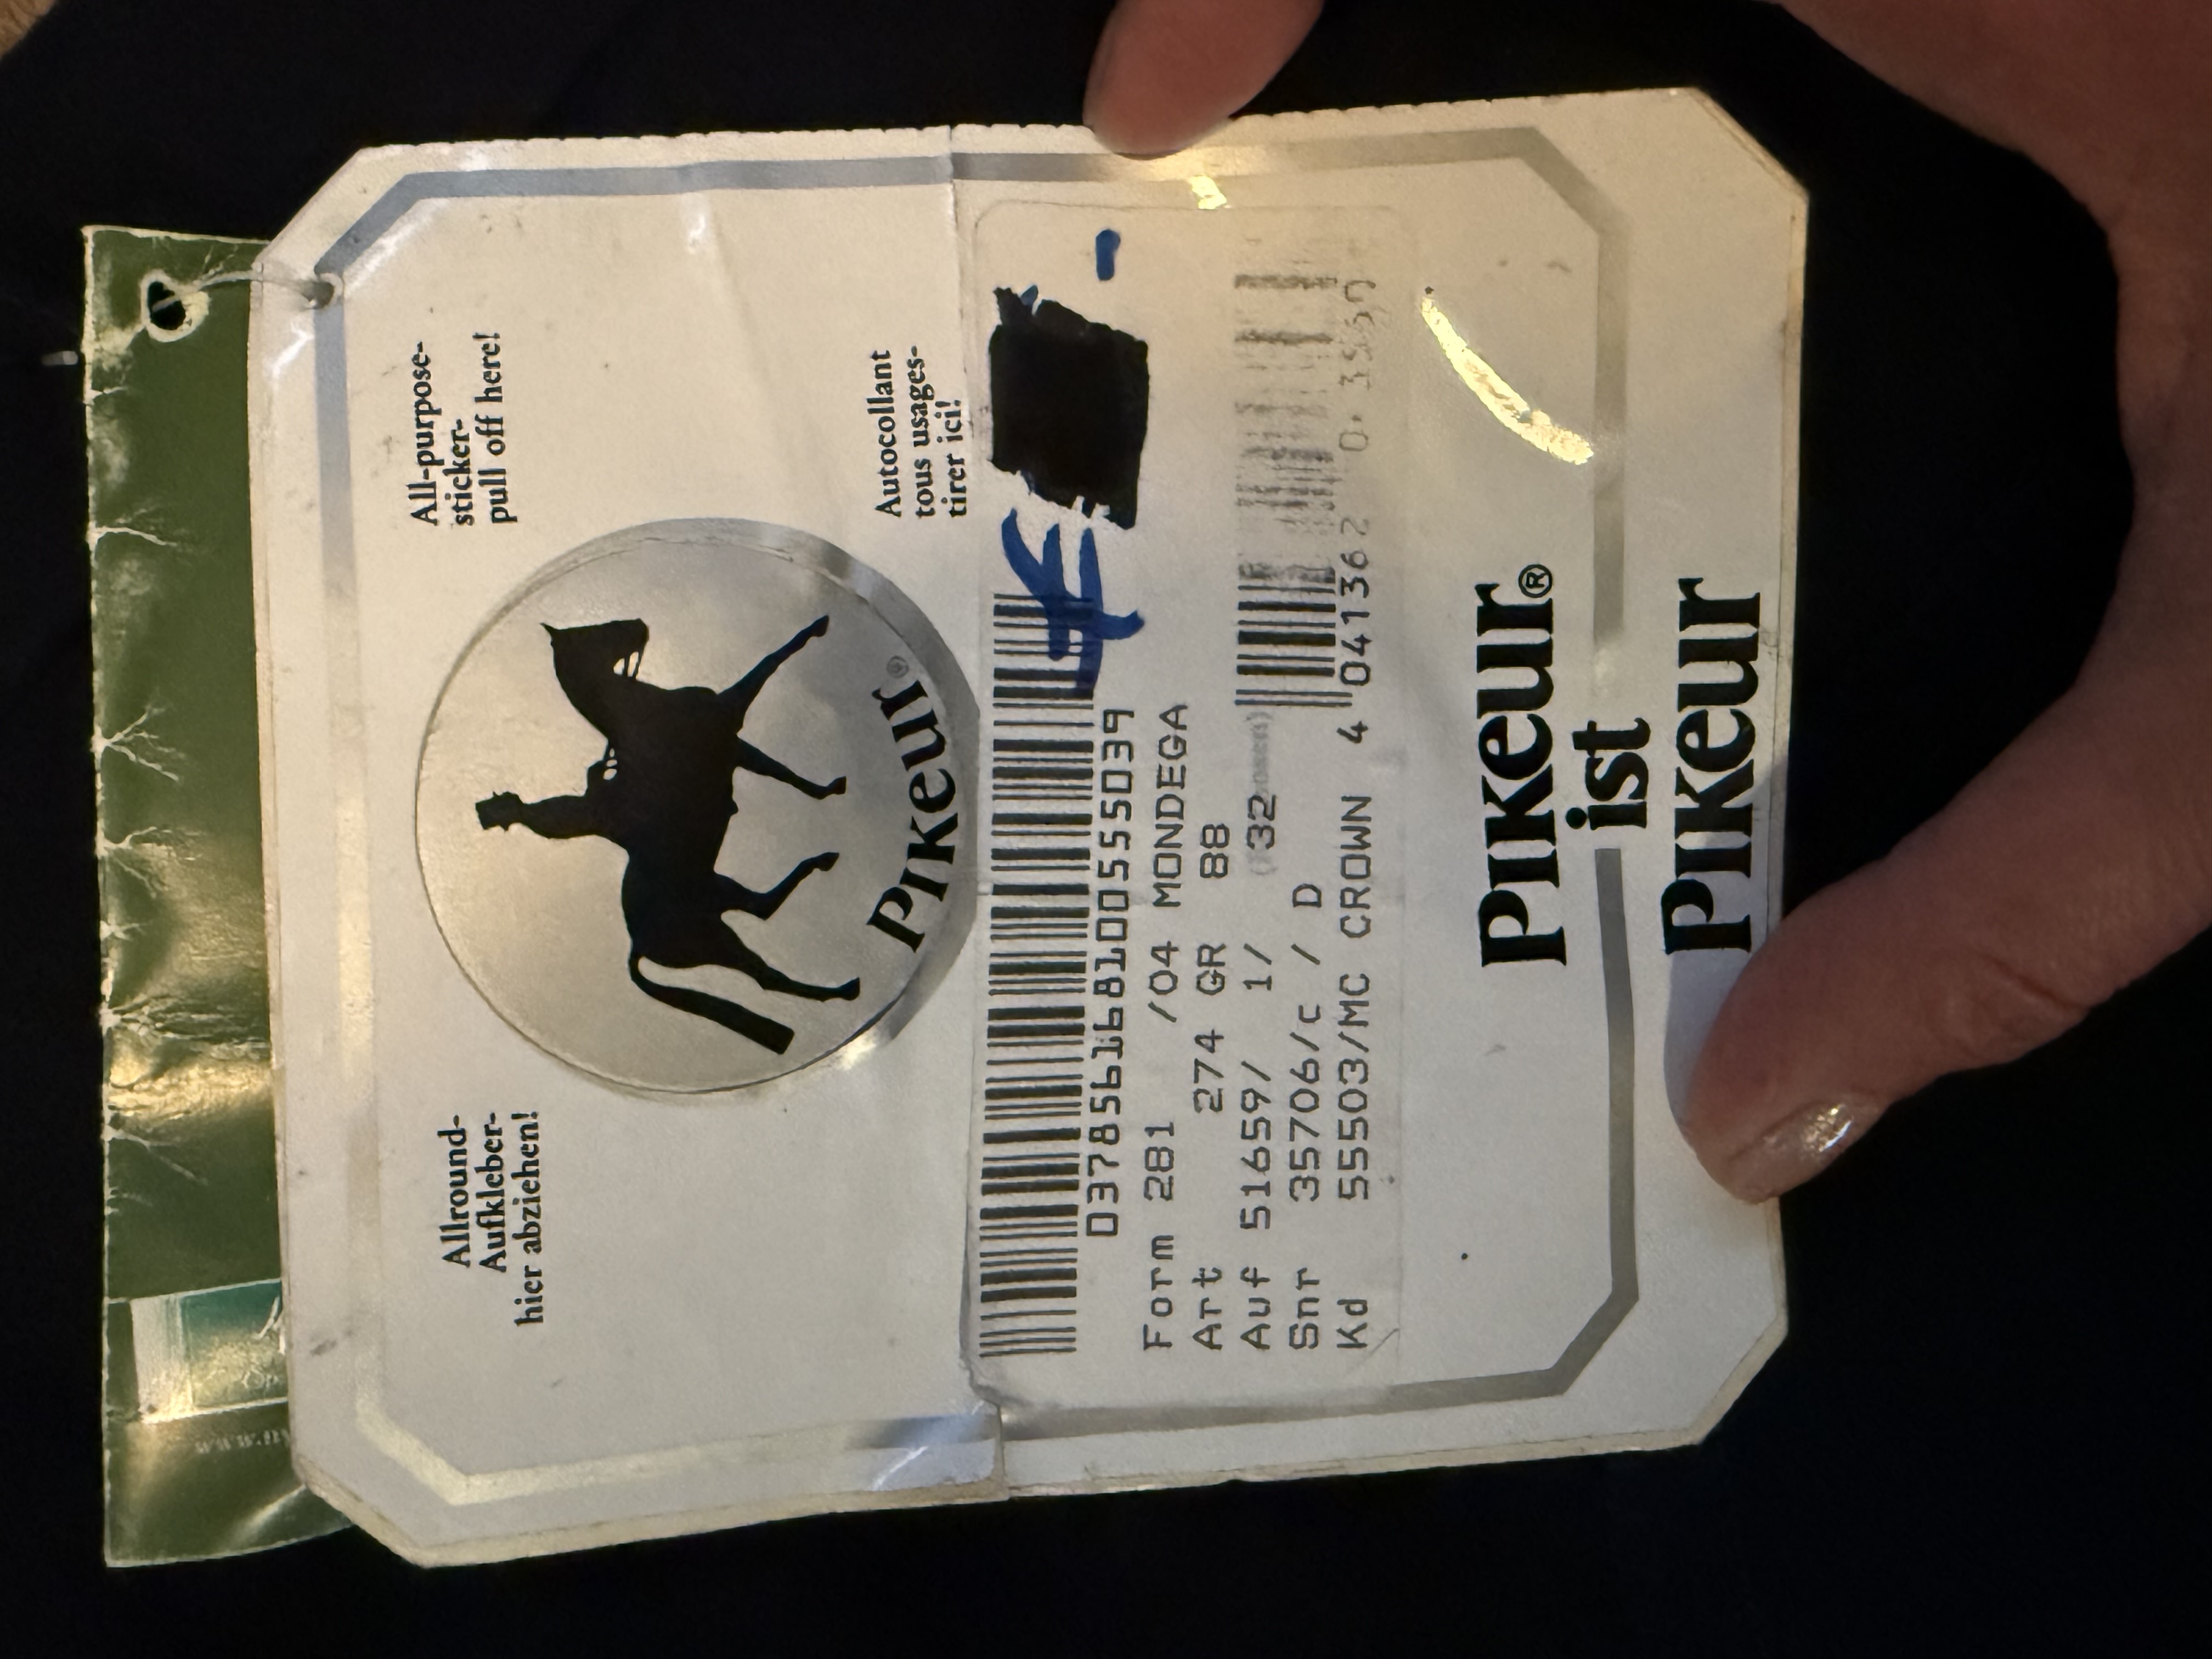 All-purpose-
sticker-
pull off here!
Allround-
Aufkleber-
hier abziehen!
Autocollant
tous usages-
tirer ici!
PIKEUR®
037856168100555039
Form 281 /04 MONDEGA
Art 274 GR 88
Auf 51659/ 1/ 32
Snr 35706/c / D
Kd 55503/MC CROWN 4 041362
£
PIKEUR®
ist
PIKEUR